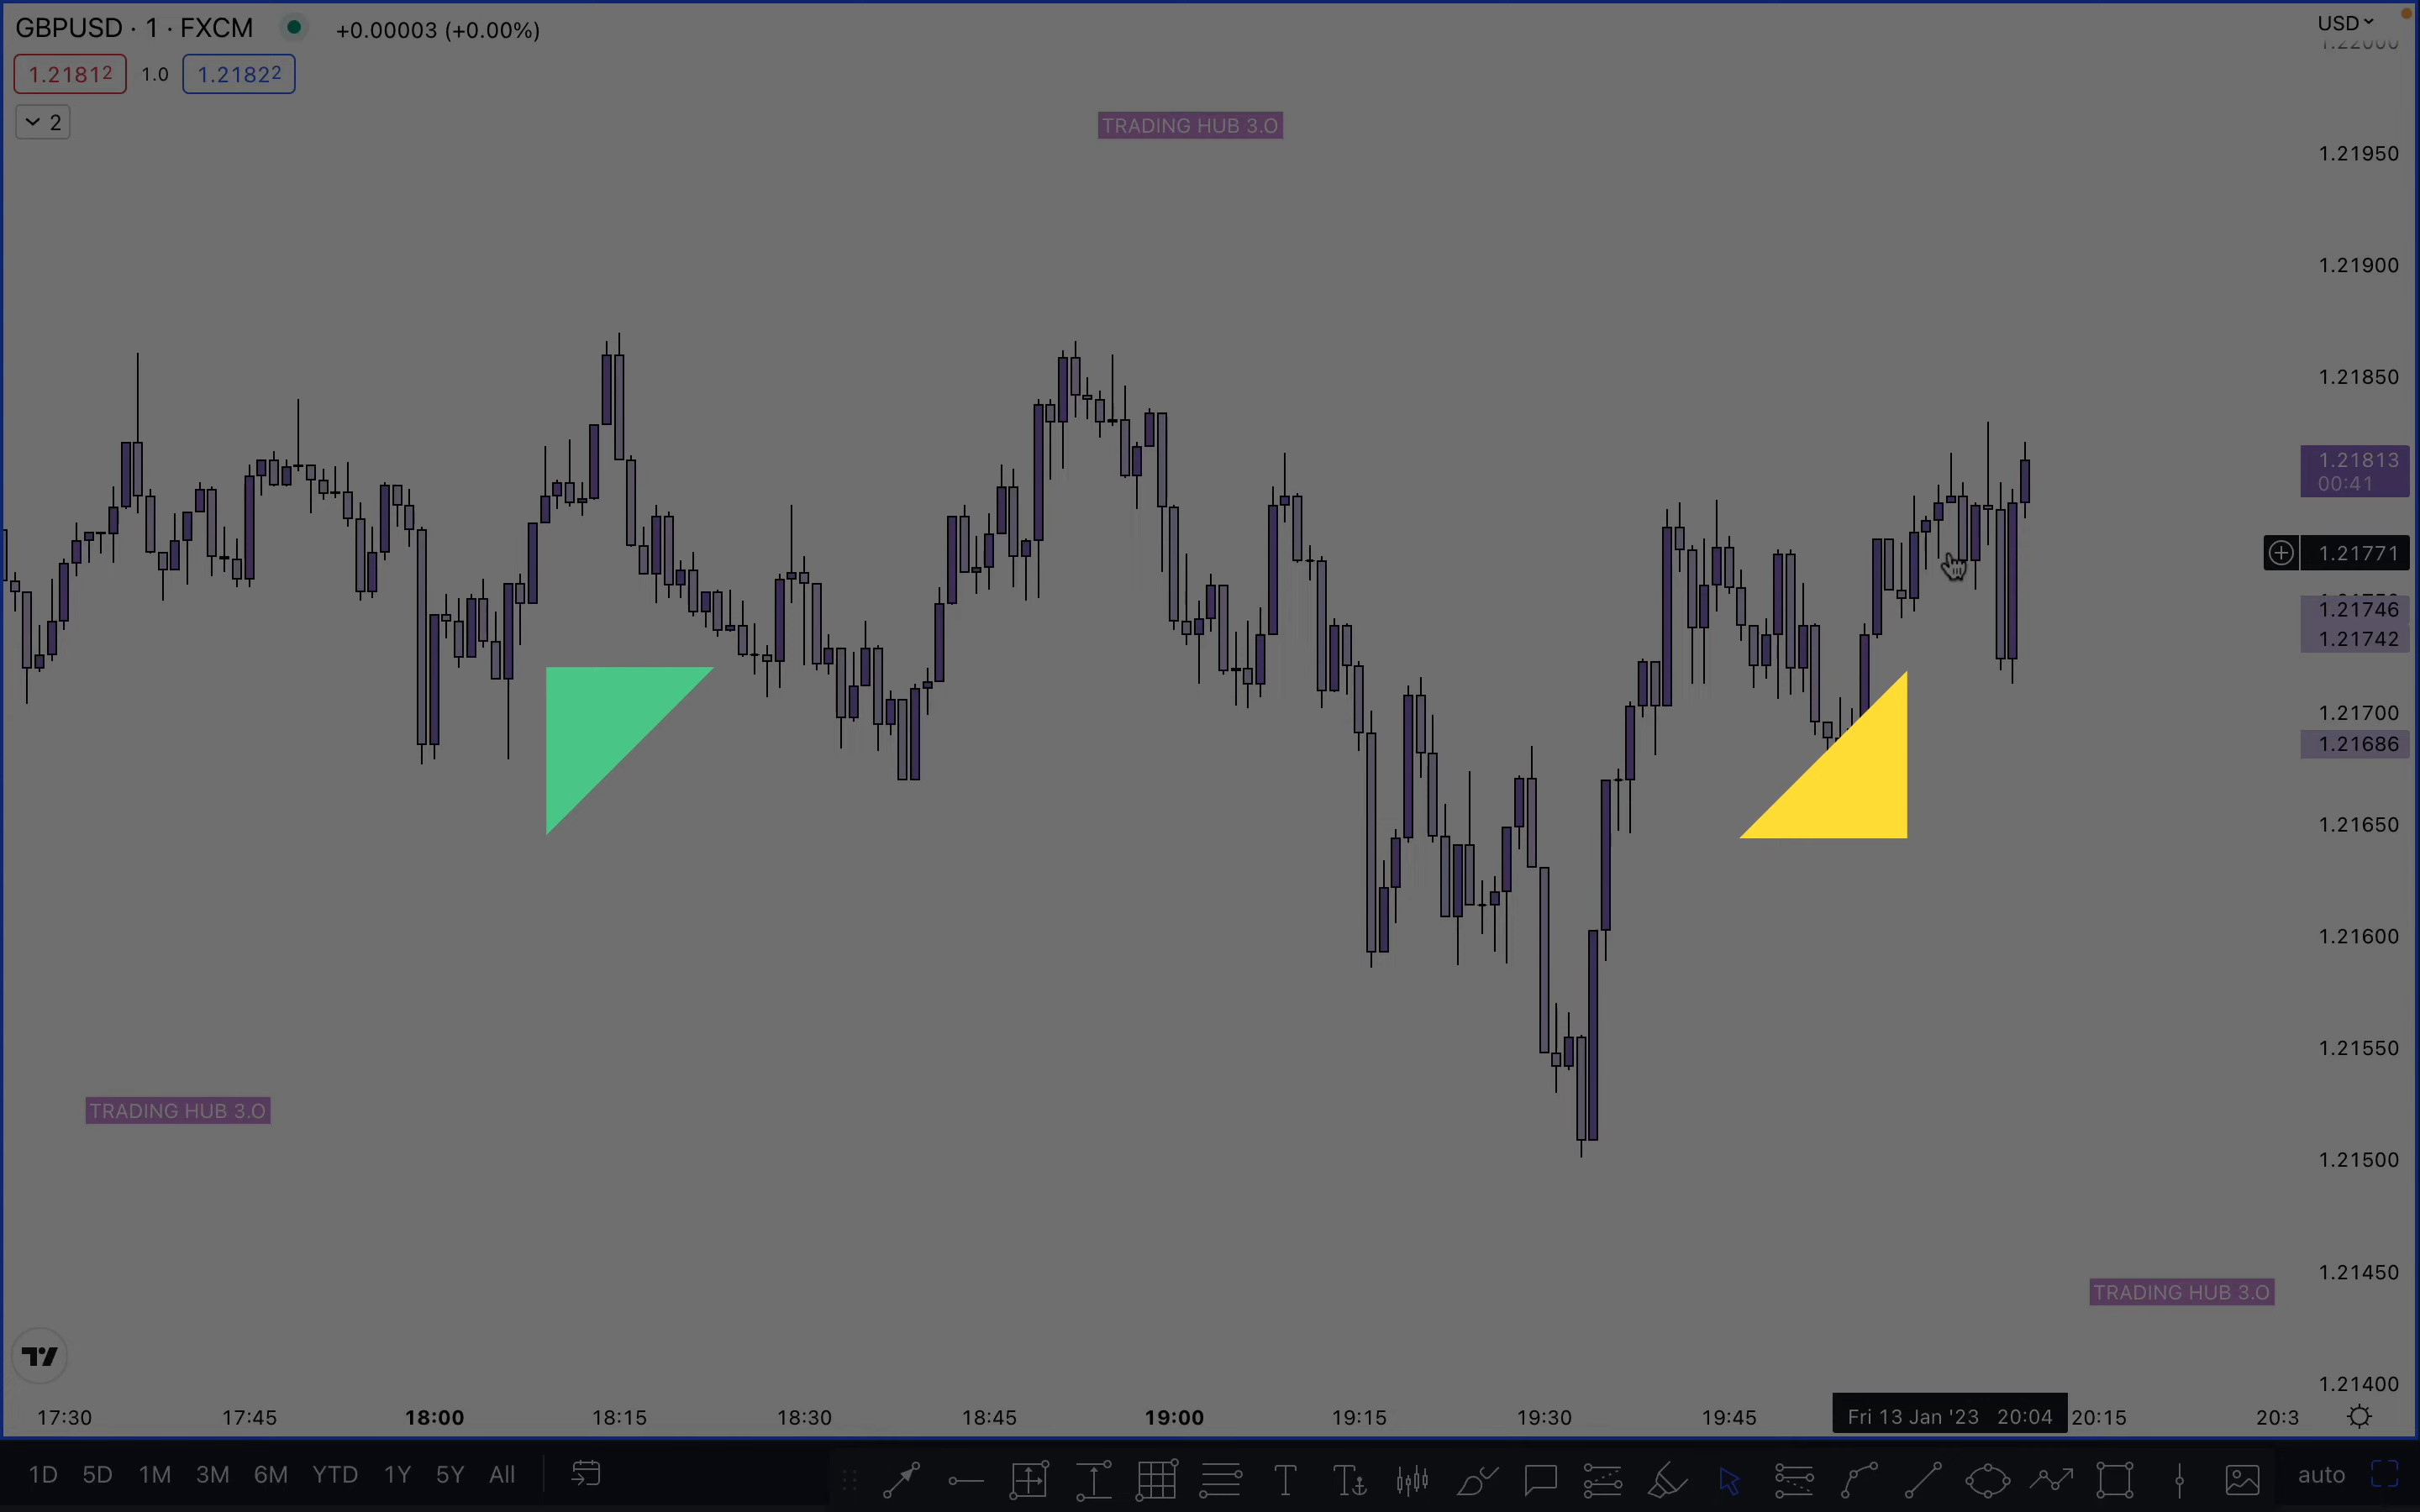 GBPUSD · 1 · FXCM +0.00003 (+0.00%)
1.21812 1.0 1.21822
2
USD
1.22000
TRADING HUB 3.O
1.21950
1.21900
1.21850
1.21813
00:41
1.21771
1.21746
1.21742
1.21700
1.21686
1.21650
1.21600
1.21550
TRADING HUB 3.O
1.21500
1.21450
TRADING HUB 3.O
1.21400
17:30 17:45 18:00 18:15 18:30 18:45 19:00 19:15 19:30 19:45 Fri 13 Jan '23 20:04 20:15 20:3
1D 5D 1M 3M 6M YTD 1Y 5Y All auto